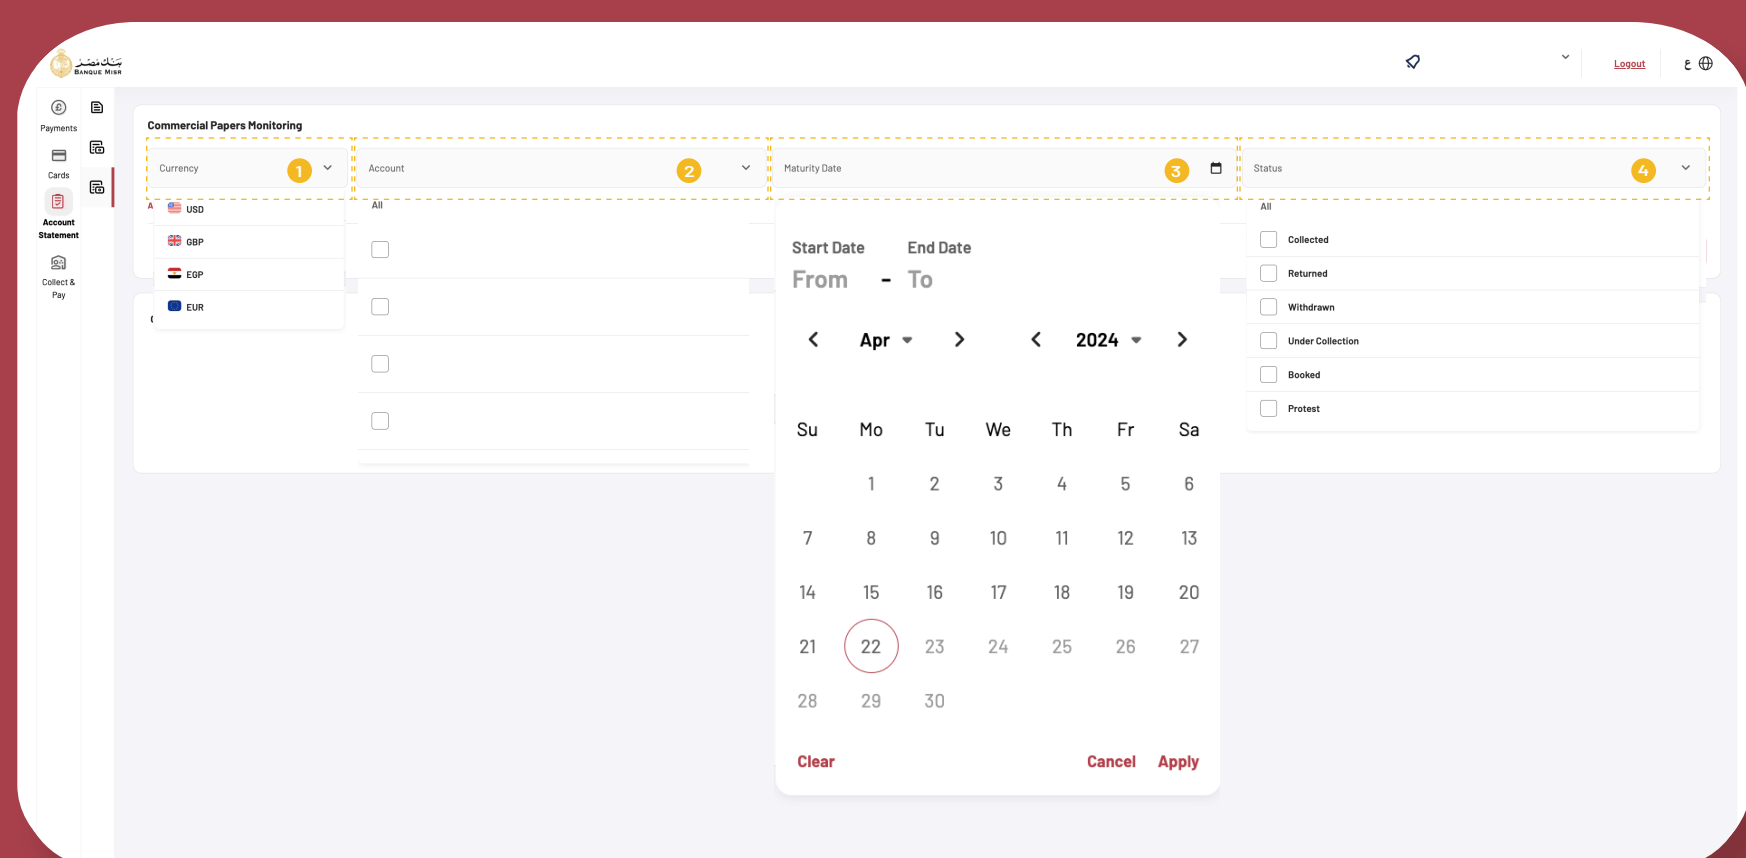 بنك مصر
BANQUE MISR
Logout
ع
Payments
Cards
Account
Statement
Collect &
Pay
Commercial Papers Monitoring
Currency
1
Account
2
Maturity Date
3
Status
4
A
USD
GBP
EGP
EUR
All
Start Date
End Date
From
-
To
Apr
2024
Su Mo Tu We Th Fr Sa
1 2 3 4 5 6
7 8 9 10 11 12 13
14 15 16 17 18 19 20
21 22 23 24 25 26 27
28 29 30
Clear
Cancel
Apply
All
Collected
Returned
Withdrawn
Under Collection
Booked
Protest